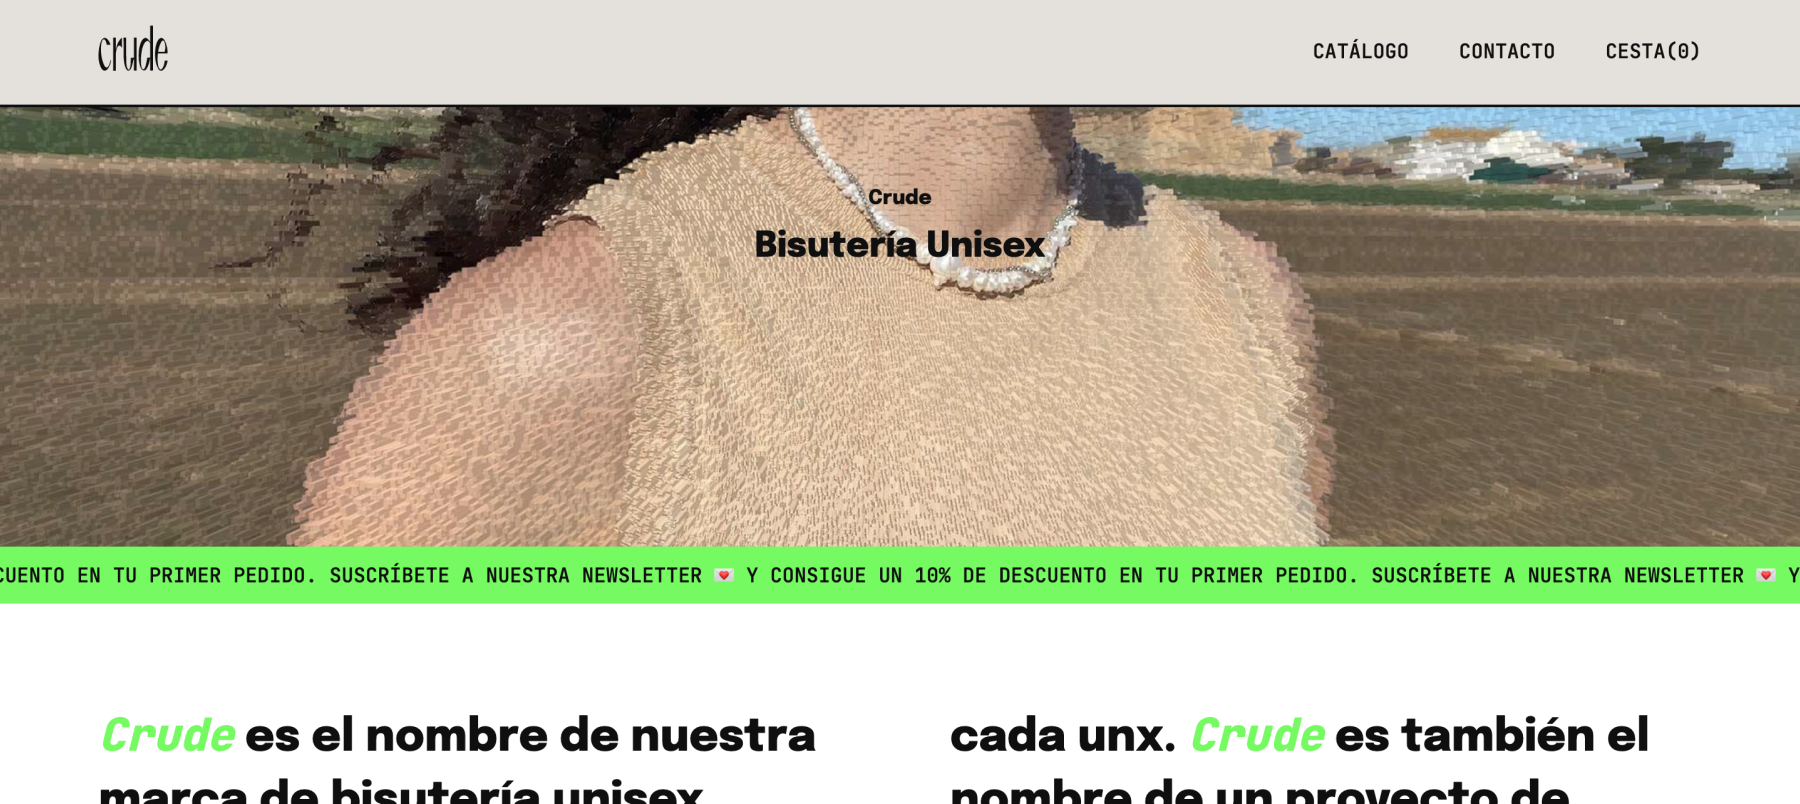 crude
CATÁLOGO CONTACTO CESTA(0)
Crude
Bisutería Unisex
CUENTO EN TU PRIMER PEDIDO. SUSCRÍBETE A NUESTRA NEWSLETTER 💌 Y CONSIGUE UN 10% DE DESCUENTO EN TU PRIMER PEDIDO. SUSCRÍBETE A NUESTRA NEWSLETTER 💌 Y
Crude es el nombre de nuestra
marca de bisutería unisex
cada unx. Crude es también el
nombre de un proyecto de